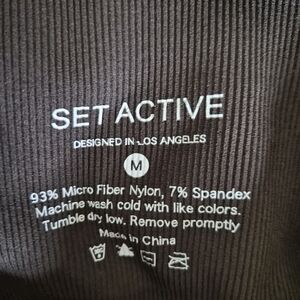 SET ACTIVE
DESIGNED IN LOS ANGELES
M
93% Micro Fiber Nylon, 7% Spandex
Machine wash cold with like colors.
Tumble dry low. Remove promptly
Made in China